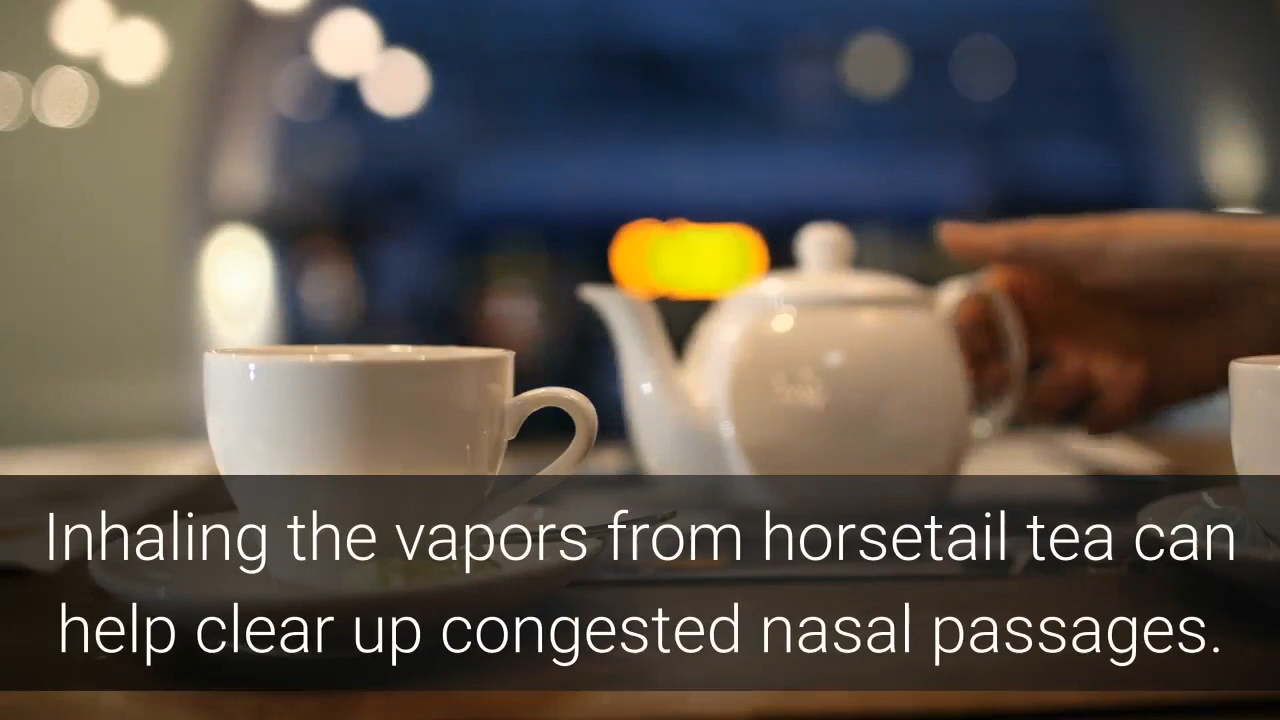 Inhaling the vapors from horsetail tea can
help clear up congested nasal passages.